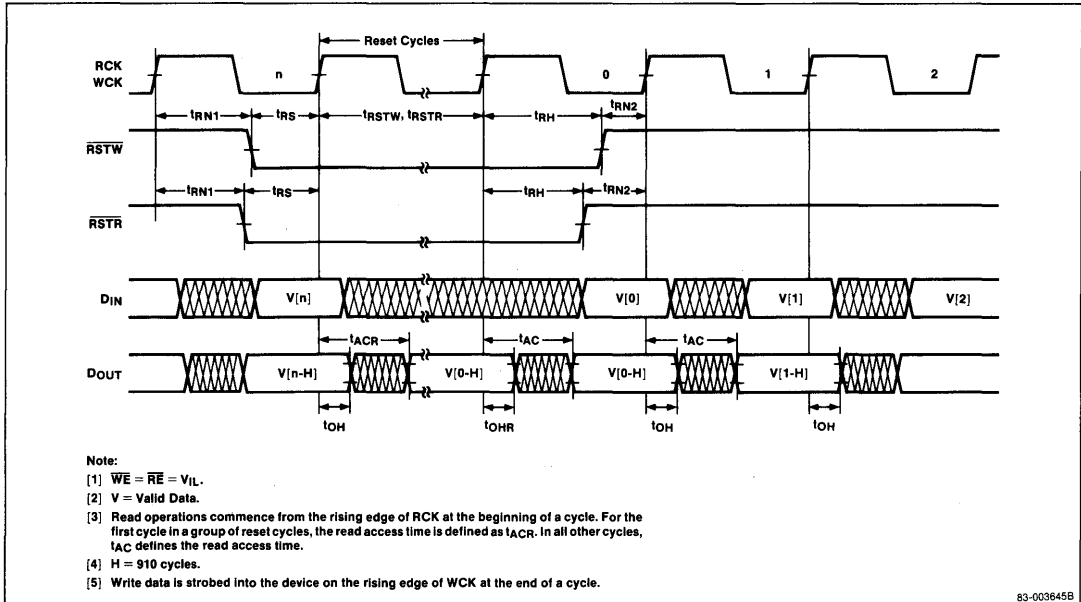 Reset Cycles
RCK
WCK
n
0
1
2
tRN1
tRS
tRSTW, tRSTR
tRH
tRN2
RSTW
tRN1
tRS
tRH
tRN2
RSTR
DIN
V[n]
V[0]
V[1]
V[2]
tACR
tAC
tAC
DOUT
V[n-H]
V[0-H]
V[0-H]
V[1-H]
tOH
tOHR
tOH
tOH
Note:
[1] WE = RE = VIL.
[2] V = Valid Data.
[3] Read operations commence from the rising edge of RCK at the beginning of a cycle. For the
first cycle in a group of reset cycles, the read access time is defined as tACR. In all other cycles,
tAC defines the read access time.
[4] H = 910 cycles.
[5] Write data is strobed into the device on the rising edge of WCK at the end of a cycle.
83-003645B